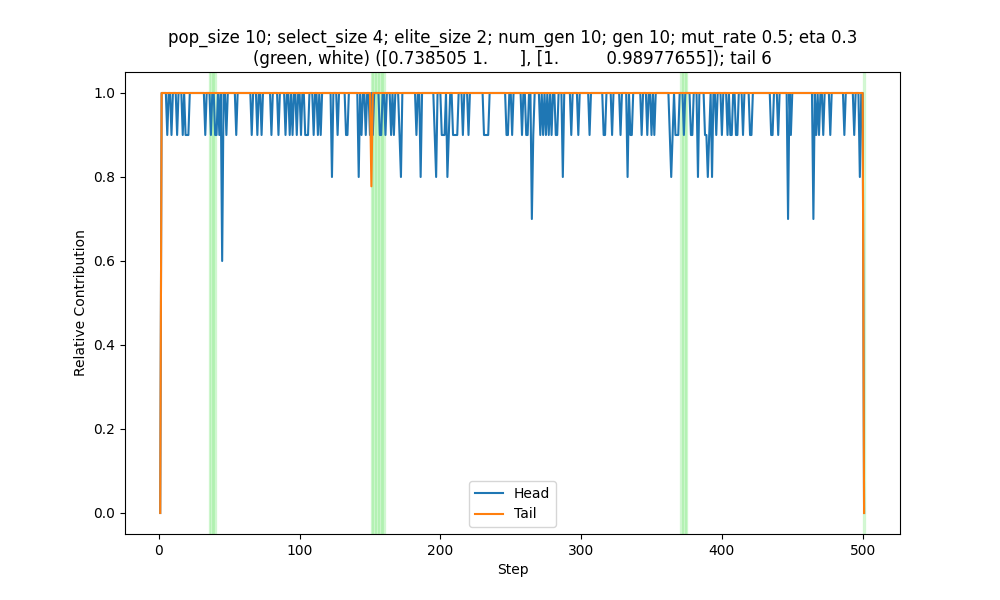 pop_size 10; select_size 4; elite_size 2; num_gen 10; gen 10; mut_rate 0.5; eta 0.3
(green, white) ([0.738505 1.      ], [1.         0.98977655]); tail 6
1.0
0.8
0.6
0.4
0.2
0.0
Relative Contribution
Head
Tail
0 100 200 300 400 500
Step